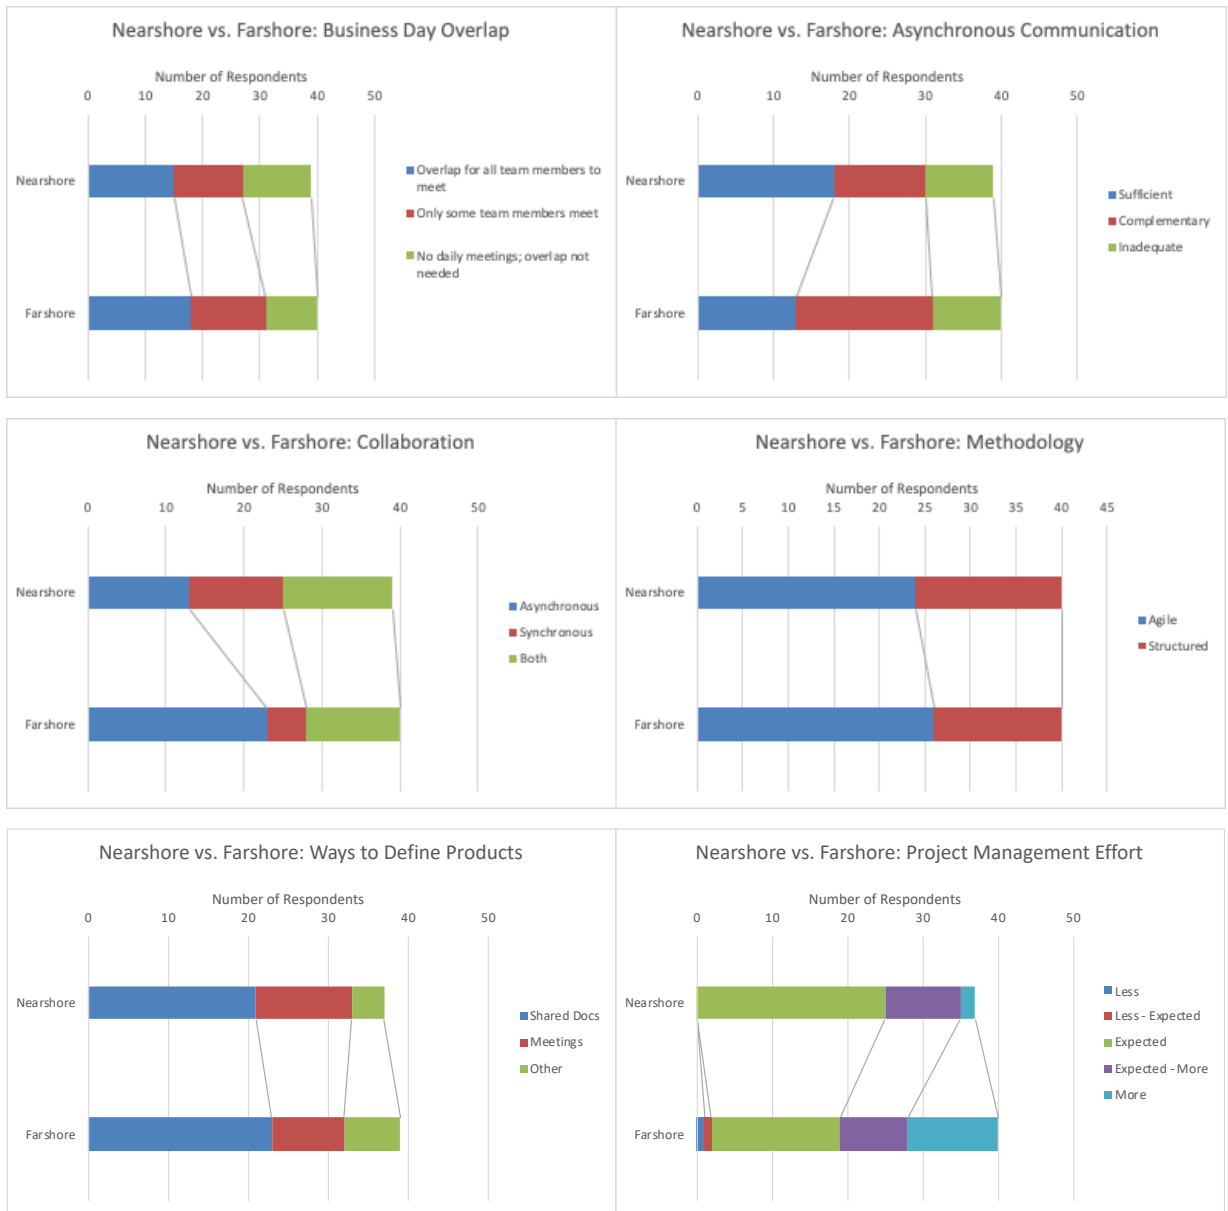 Nearshore vs. Farshore: Business Day Overlap
Number of Respondents
0 10 20 30 40 50
Nearshore
Farshore
Overlap for all team members to
meet
Only some team members meet
No daily meetings; overlap not
needed
Nearshore vs. Farshore: Asynchronous Communication
Number of Respondents
0 10 20 30 40 50
Nearshore
Farshore
Sufficient
Complementary
Inadequate
Nearshore vs. Farshore: Collaboration
Number of Respondents
0 10 20 30 40 50
Nearshore
Farshore
Asynchronous
Synchronous
Both
Nearshore vs. Farshore: Methodology
Number of Respondents
0 5 10 15 20 25 30 35 40 45
Nearshore
Farshore
Agile
Structured
Nearshore vs. Farshore: Ways to Define Products
Number of Respondents
0 10 20 30 40 50
Nearshore
Farshore
Shared Docs
Meetings
Other
Nearshore vs. Farshore: Project Management Effort
Number of Respondents
0 10 20 30 40 50
Nearshore
Farshore
Less
Less - Expected
Expected
Expected - More
More